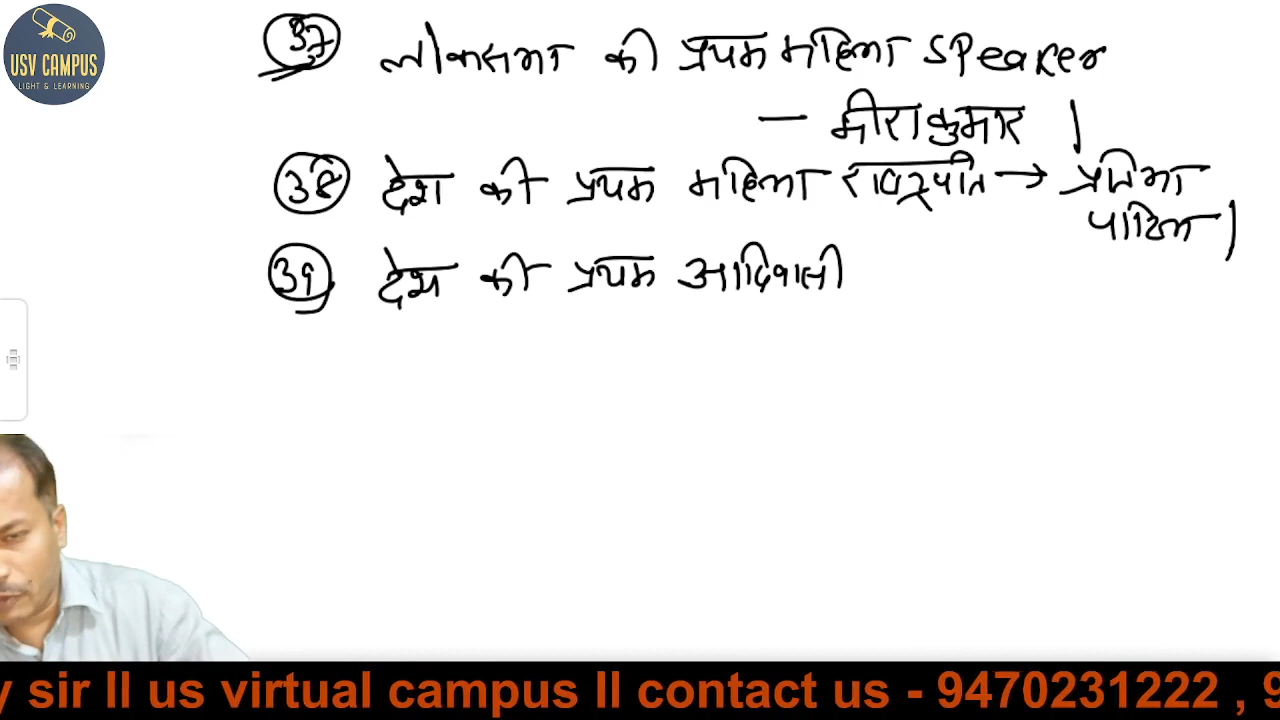 USV CAMPUS
LIGHT & LEARNING
37 लोकसभा की प्रथम महिला speaker
— मीरा कुमार |
38 देश की प्रथम महिला राष्ट्रपति → प्रतिभा
पाटिल |
39 देश की प्रथम आदिवासी
y sir ll us virtual campus ll contact us - 9470231222 , 9